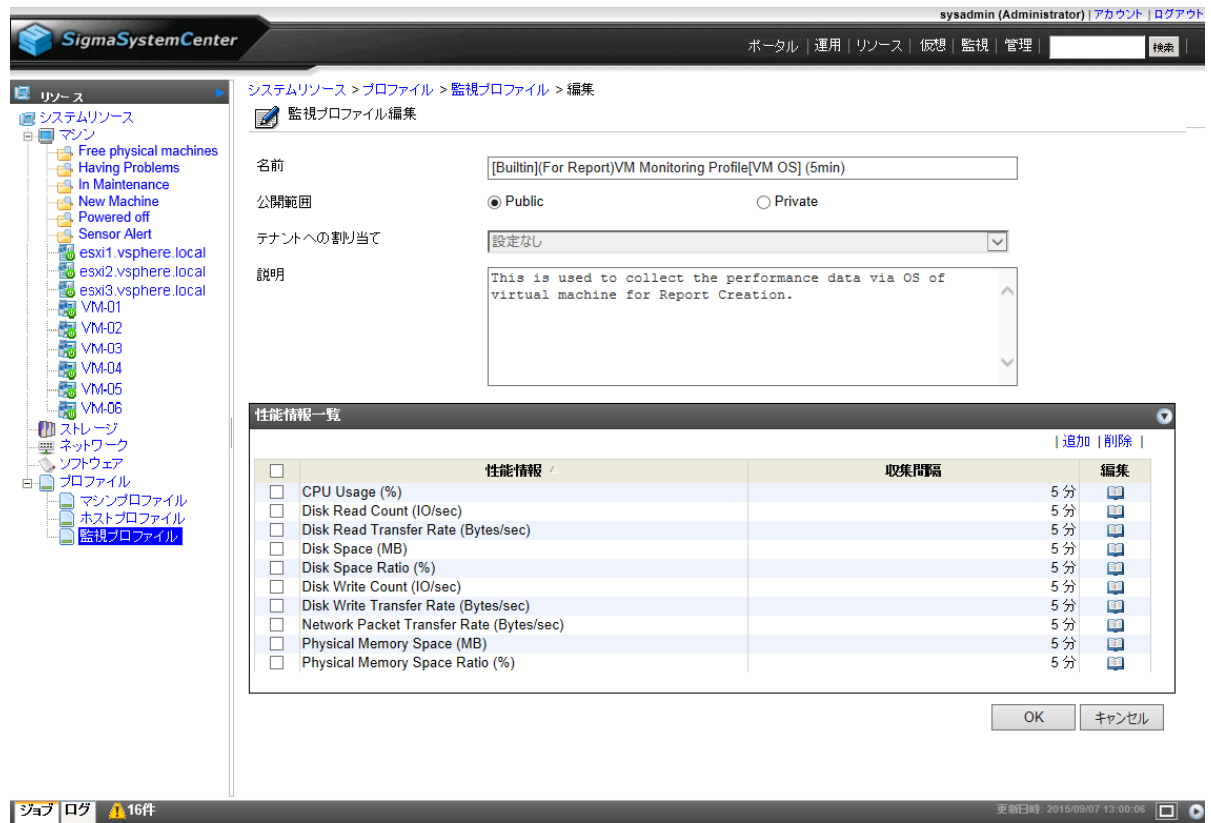 sysadmin (Administrator) | アカウント | ログアウト
SigmaSystemCenter
ポータル | 運用 | リソース | 仮想 | 監視 | 管理 | 検索 |
リソース
システムリソース
マシン
Free physical machines
Having Problems
In Maintenance
New Machine
Powered off
Sensor Alert
esxi1.vsphere.local
esxi2.vsphere.local
esxi3.vsphere.local
VM-01
VM-02
VM-03
VM-04
VM-05
VM-06
ストレージ
ネットワーク
ソフトウェア
プロファイル
マシンプロファイル
ホストプロファイル
監視プロファイル
システムリソース > プロファイル > 監視プロファイル > 編集
監視プロファイル編集
名前 [Builtin](For Report)VM Monitoring Profile[VM OS] (5min)
公開範囲 Public Private
テナントへの割り当て 設定なし
説明 This is used to collect the performance data via OS of
virtual machine for Report Creation.
性能情報一覧
| 追加 | 削除 |
性能情報 収集間隔 編集
CPU Usage (%) 5 分
Disk Read Count (IO/sec) 5 分
Disk Read Transfer Rate (Bytes/sec) 5 分
Disk Space (MB) 5 分
Disk Space Ratio (%) 5 分
Disk Write Count (IO/sec) 5 分
Disk Write Transfer Rate (Bytes/sec) 5 分
Network Packet Transfer Rate (Bytes/sec) 5 分
Physical Memory Space (MB) 5 分
Physical Memory Space Ratio (%) 5 分
OK キャンセル
ジョブ ログ 16件 更新日時: 2015/09/07 13:00:06